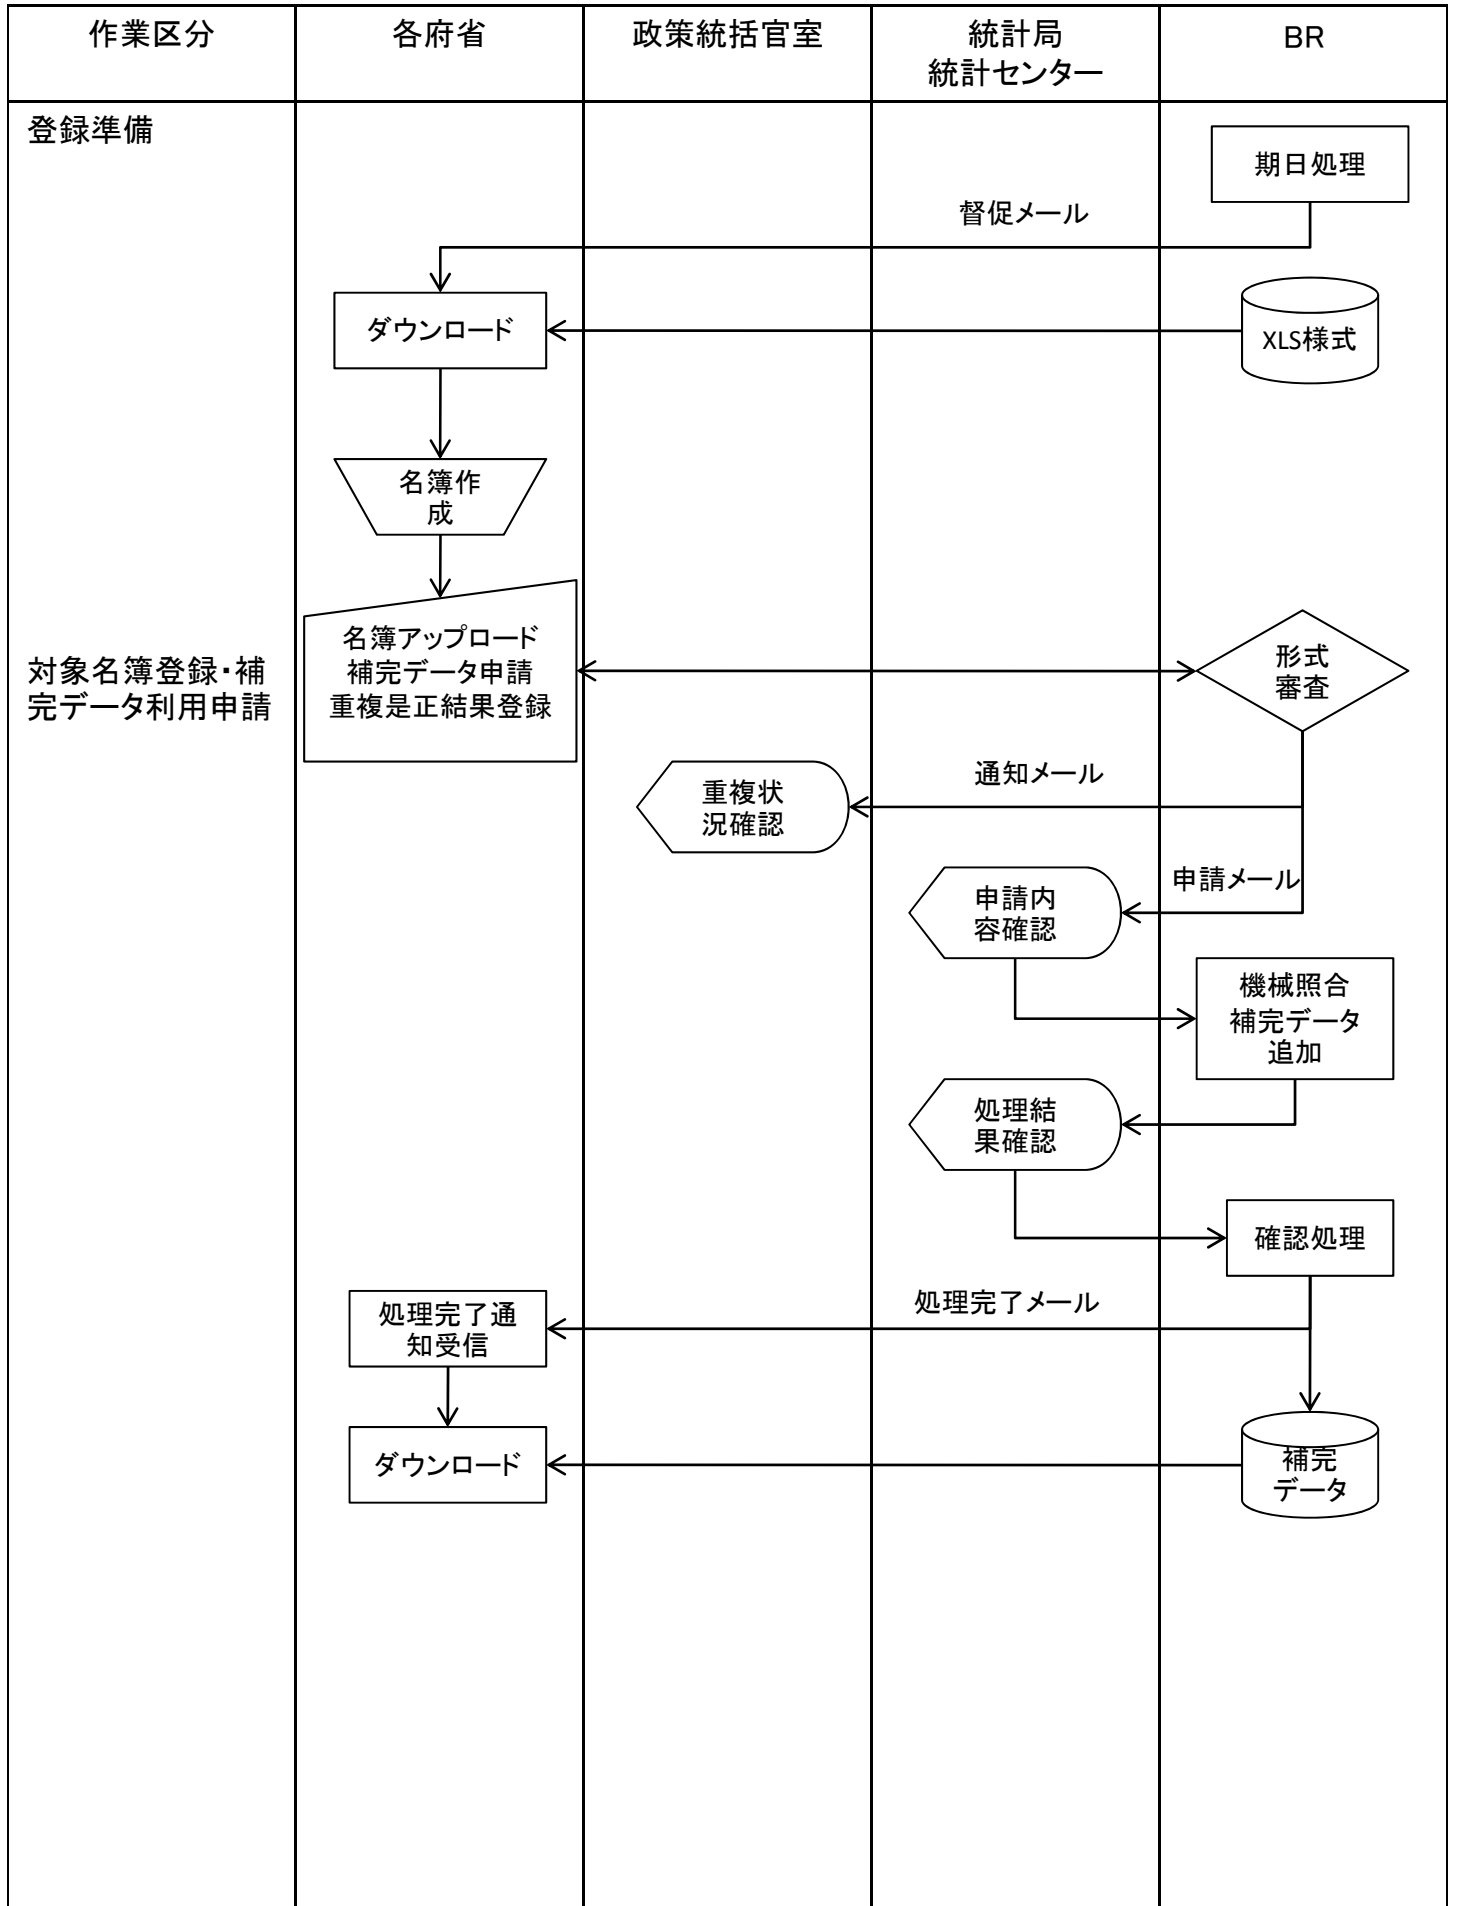 作業区分
各府省
政策統括官室
統計局
統計センター
BR
登録準備
期日処理
督促メール
ダウンロード
XLS様式
名簿作
成
対象名簿登録・補
完データ利用申請
名簿アップロード
補完データ申請
重複是正結果登録
形式
審査
通知メール
重複状
況確認
申請メール
申請内
容確認
機械照合
補完データ
追加
処理結
果確認
確認処理
処理完了メール
処理完了通
知受信
ダウンロード
補完
データ